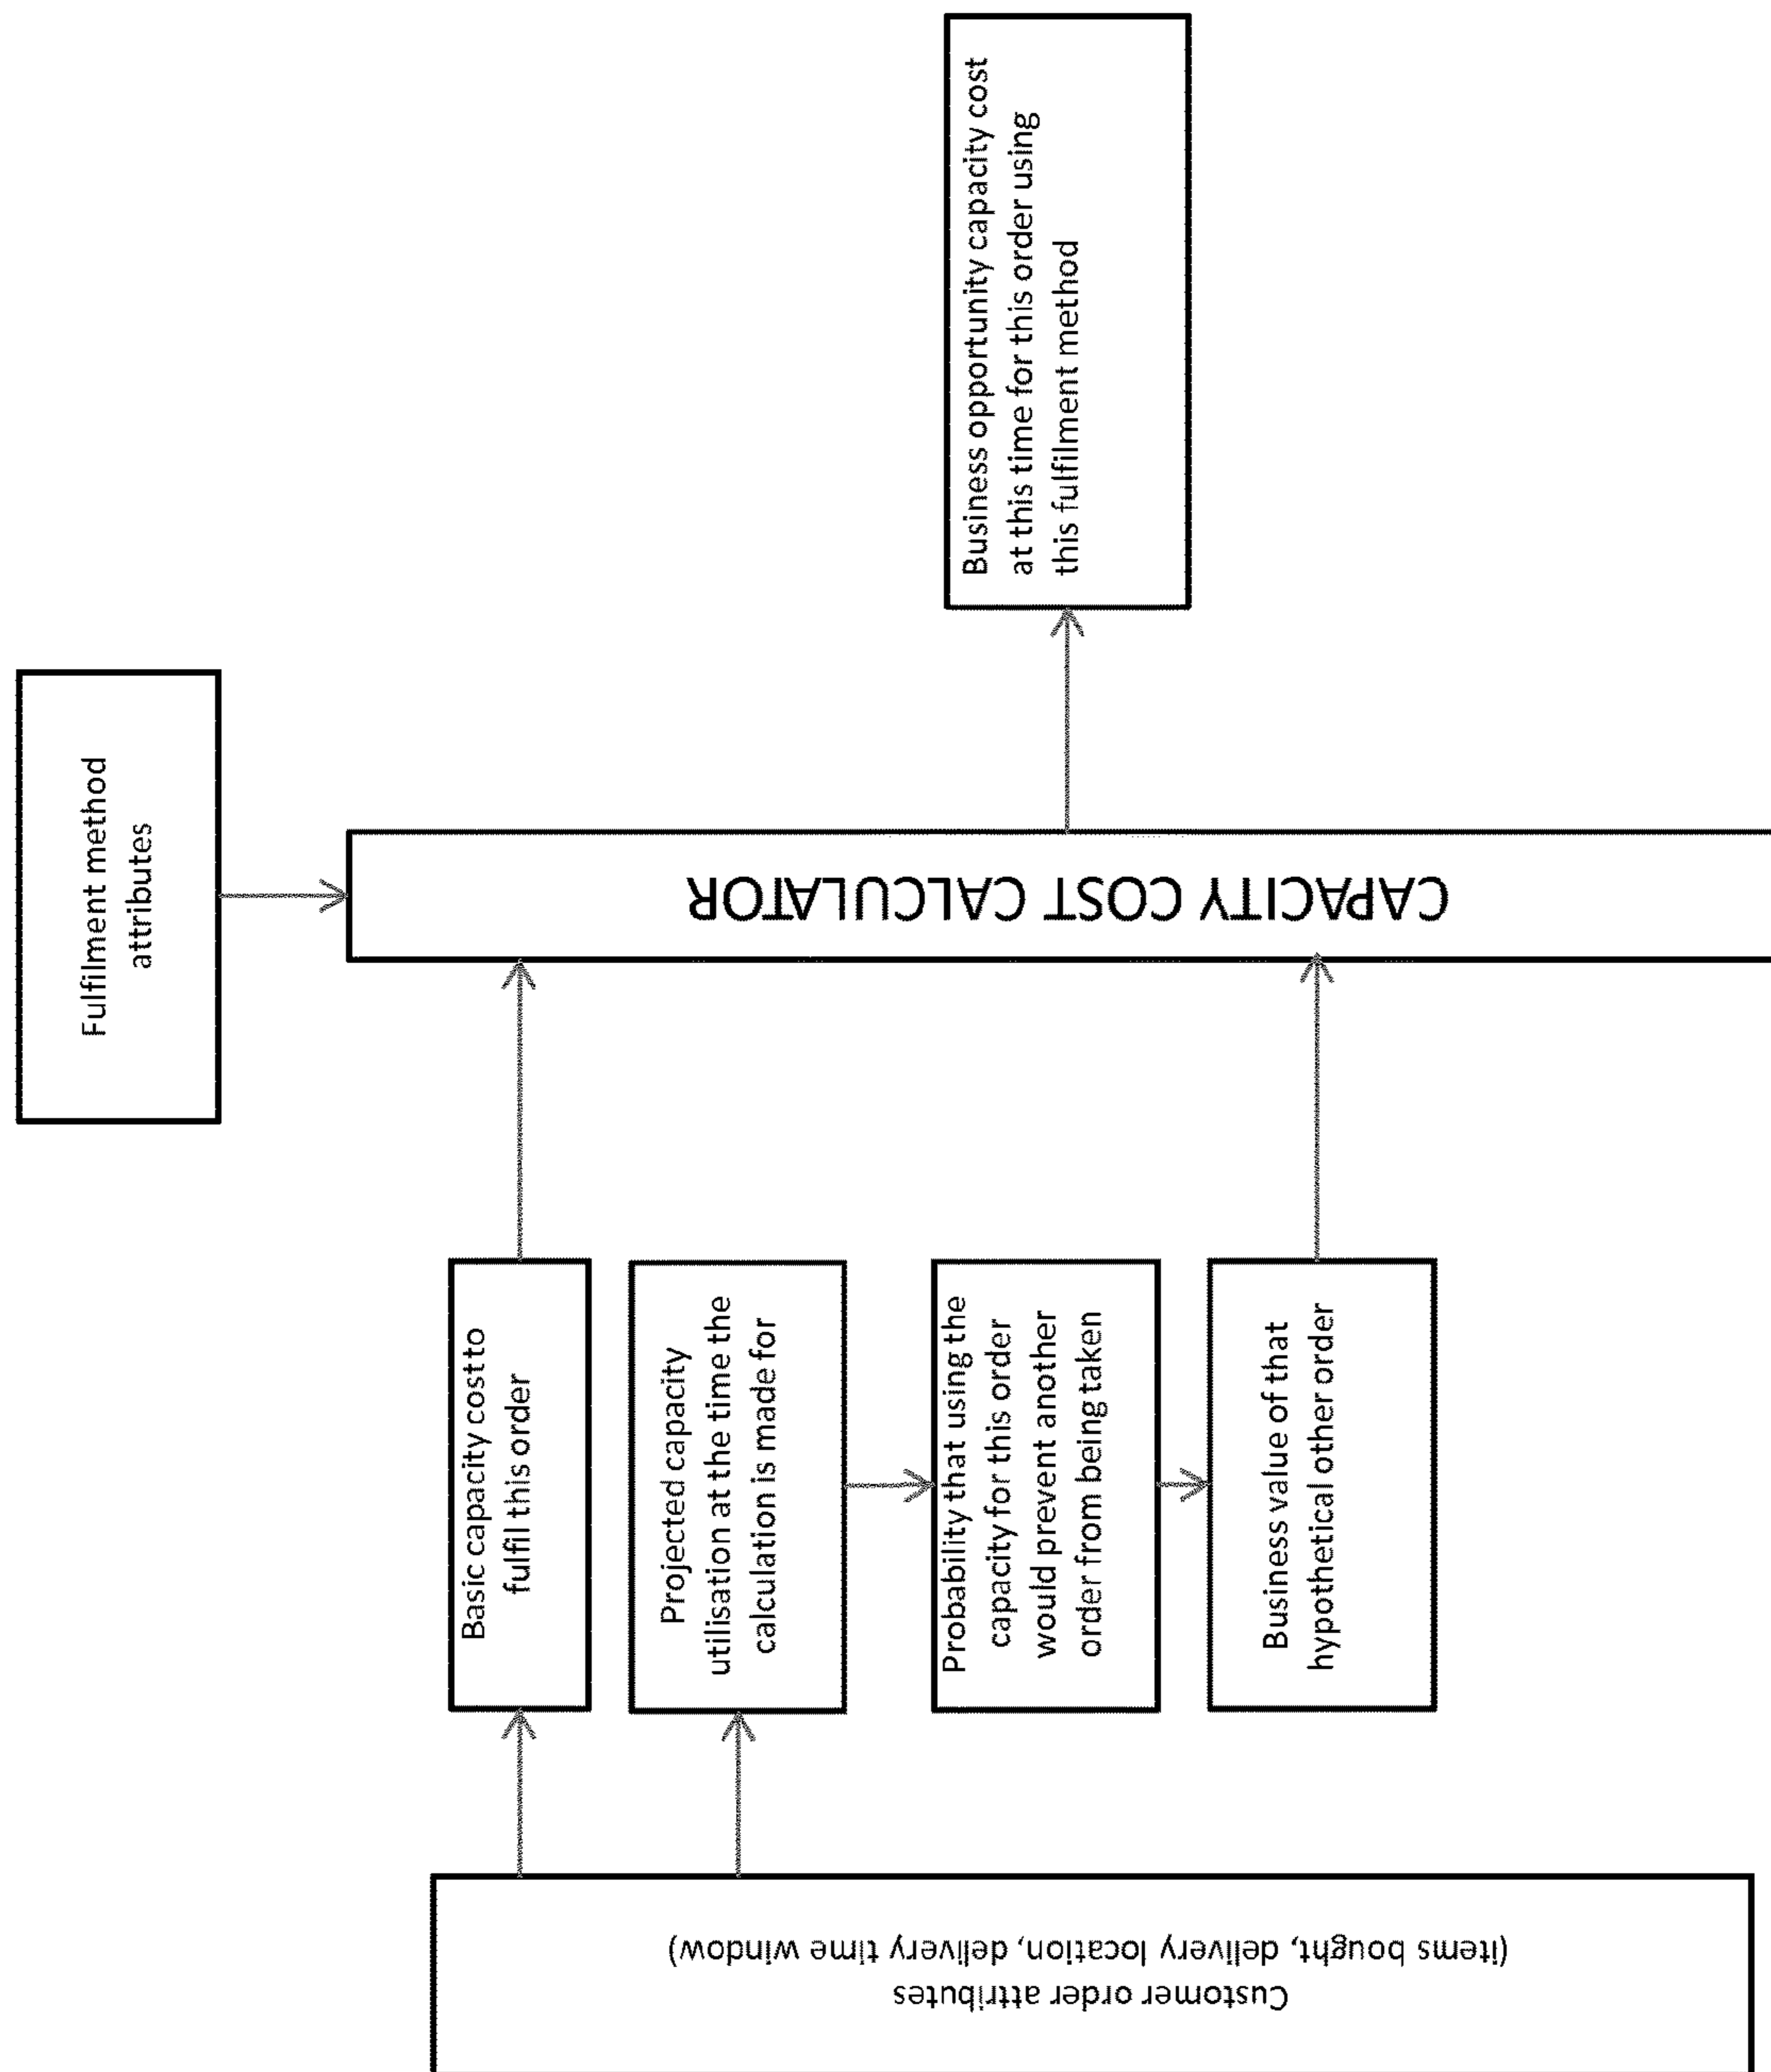 Fulfilment method
attributes
Customer order attributes
(items bought, delivery location, delivery time window)
Basic capacity cost to
fulfil this order
Projected capacity
utilisation at the time the
calculation is made for
Probability that using the
capacity for this order
would prevent another
order from being taken
Business value of that
hypothetical other order
CAPACITY COST CALCULATOR
Business opportunity capacity cost
at this time for this order using
this fulfilment method